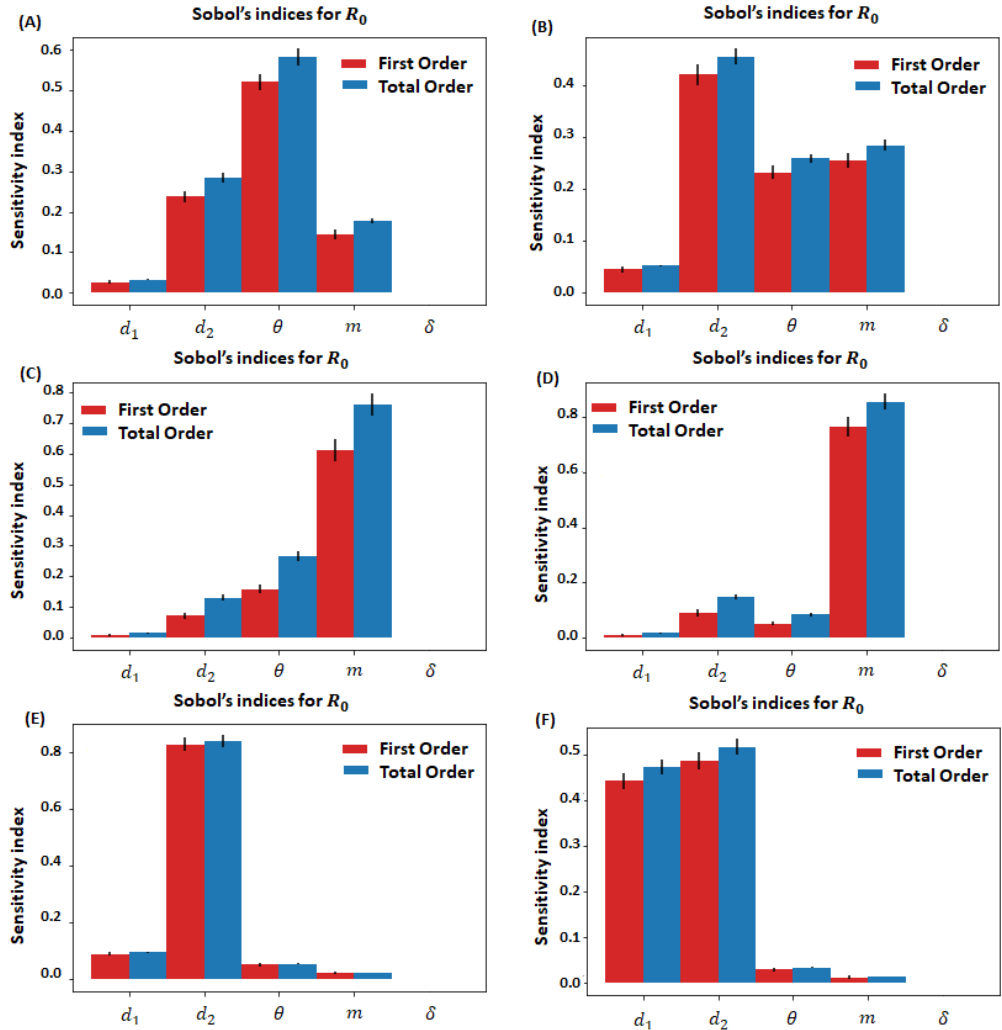 (A)
Sobol's indices for R₀
Sensitivity index
0.6
0.5
0.4
0.3
0.2
0.1
0.0
First Order
Total Order
d₁ d₂ θ m δ
(B)
Sobol's indices for R₀
Sensitivity index
0.4
0.3
0.2
0.1
0.0
First Order
Total Order
d₁ d₂ θ m δ
(C)
Sobol's indices for R₀
Sensitivity index
0.8
0.7
0.6
0.5
0.4
0.3
0.2
0.1
0.0
First Order
Total Order
d₁ d₂ θ m δ
(D)
Sobol's indices for R₀
Sensitivity index
0.8
0.6
0.4
0.2
0.0
First Order
Total Order
d₁ d₂ θ m δ
(E)
Sobol's indices for R₀
Sensitivity index
0.8
0.6
0.4
0.2
0.0
First Order
Total Order
d₁ d₂ θ m δ
(F)
Sobol's indices for R₀
Sensitivity index
0.5
0.4
0.3
0.2
0.1
0.0
First Order
Total Order
d₁ d₂ θ m δ